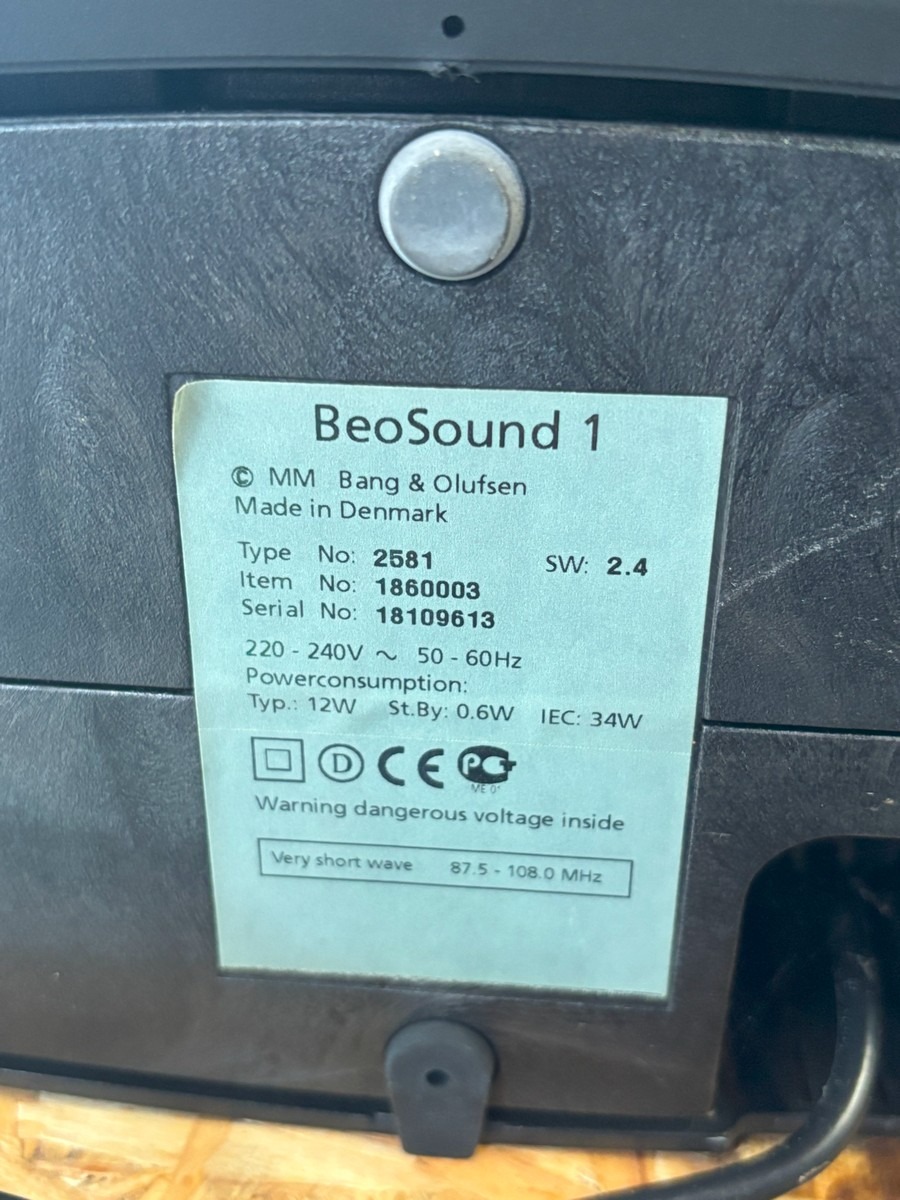 BeoSound 1
© MM Bang & Olufsen
Made in Denmark
Type No: 2581 SW: 2.4
Item No: 1860003
Serial No: 18109613
220 - 240V ~ 50 - 60Hz
Powerconsumption:
Typ.: 12W St.By: 0.6W IEC: 34W
D CE PCT
Warning dangerous voltage inside
Very short wave 87.5 - 108.0 MHz